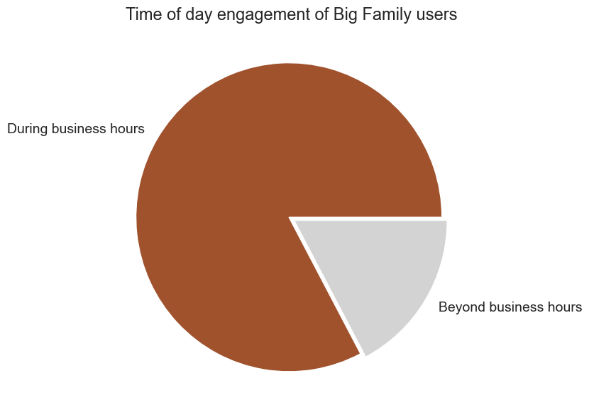 Time of day engagement of Big Family users
During business hours
Beyond business hours